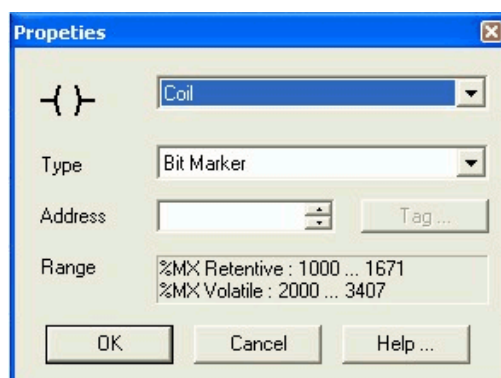 Propeties
Coil
Type
Bit Marker
Address
Tag ...
Range
%MX Retentive : 1000 ... 1671
%MX Volatile : 2000 ... 3407
OK
Cancel
Help ...